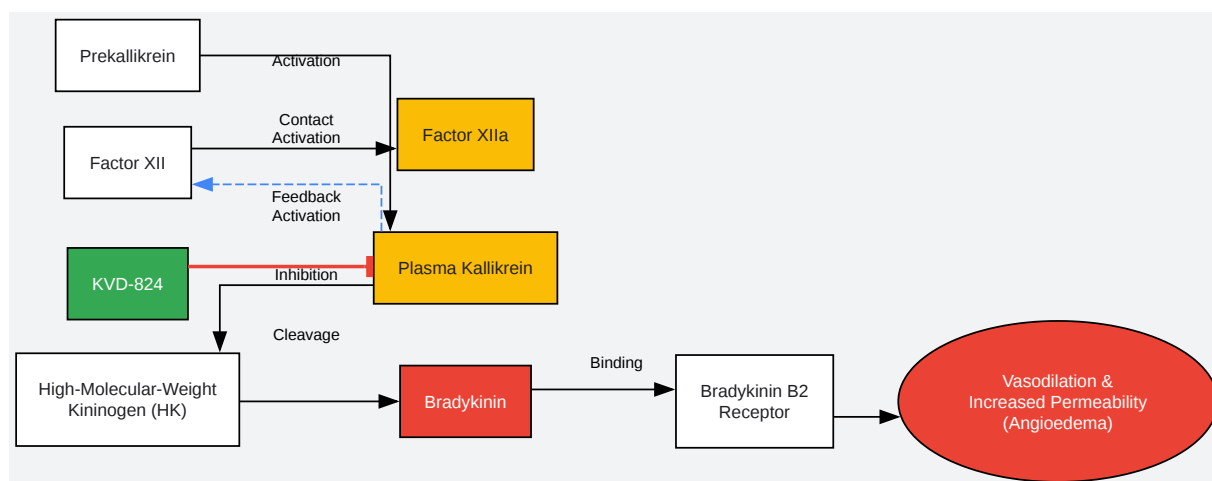 Prekallikrein
Activation
Contact
Activation
Factor XIIa
Factor XII
Feedback
Activation
KVD-824
Inhibition
Plasma Kallikrein
Cleavage
High-Molecular-Weight
Kininogen (HK)
Bradykinin
Binding
Bradykinin B2
Receptor
Vasodilation &
Increased Permeability
(Angioedema)